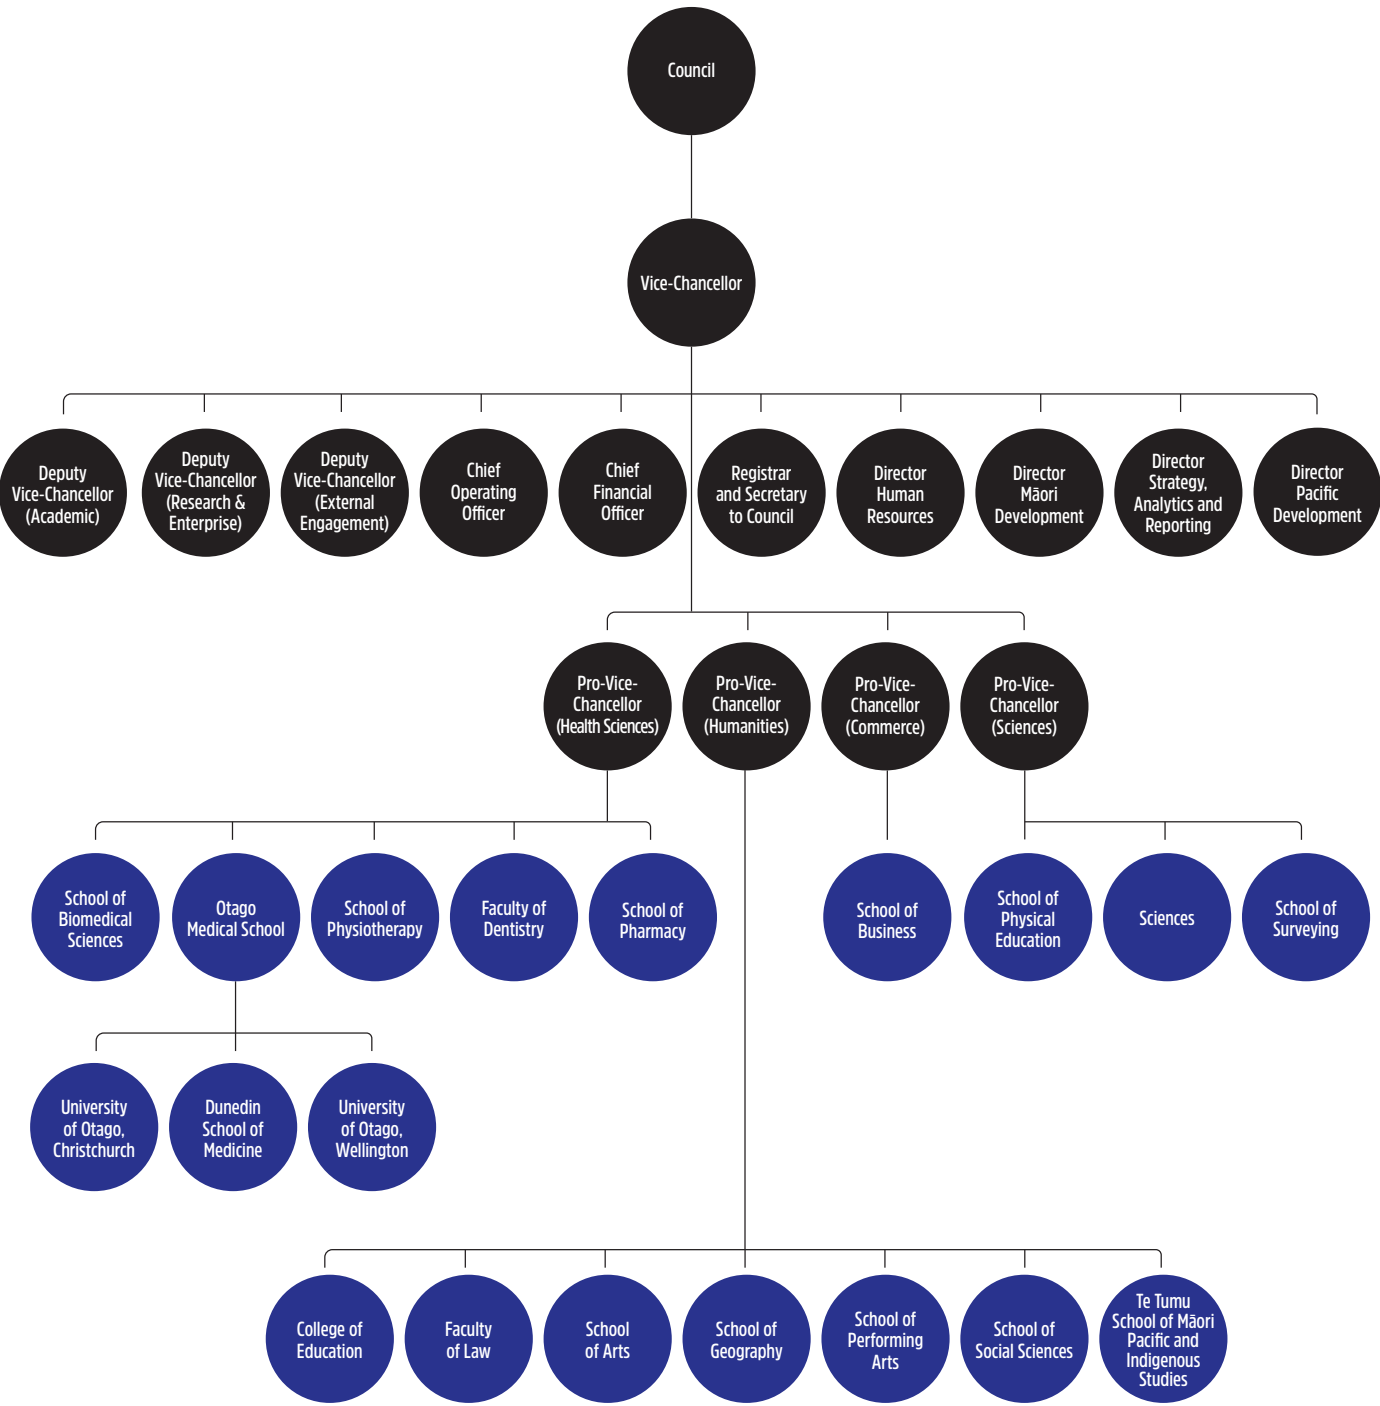 Council
Vice-Chancellor
Deputy
Vice-Chancellor
(Academic)
Deputy
Vice-Chancellor
(Research &
Enterprise)
Deputy
Vice-Chancellor
(External
Engagement)
Chief
Operating
Officer
Chief
Financial
Officer
Registrar
and Secretary
to Council
Director
Human
Resources
Director
Māori
Development
Director
Strategy,
Analytics and
Reporting
Director
Pacific
Development
Pro-Vice-
Chancellor
(Health Sciences)
Pro-Vice-
Chancellor
(Humanities)
Pro-Vice-
Chancellor
(Commerce)
Pro-Vice-
Chancellor
(Sciences)
School of
Biomedical
Sciences
Otago
Medical School
School of
Physiotherapy
Faculty of
Dentistry
School of
Pharmacy
School of
Business
School of
Physical
Education
Sciences
School of
Surveying
University
of Otago,
Christchurch
Dunedin
School of
Medicine
University
of Otago,
Wellington
College of
Education
Faculty
of Law
School
of Arts
School of
Geography
School of
Performing
Arts
School of
Social Sciences
Te Tumu
School of Māori
Pacific and
Indigenous
Studies